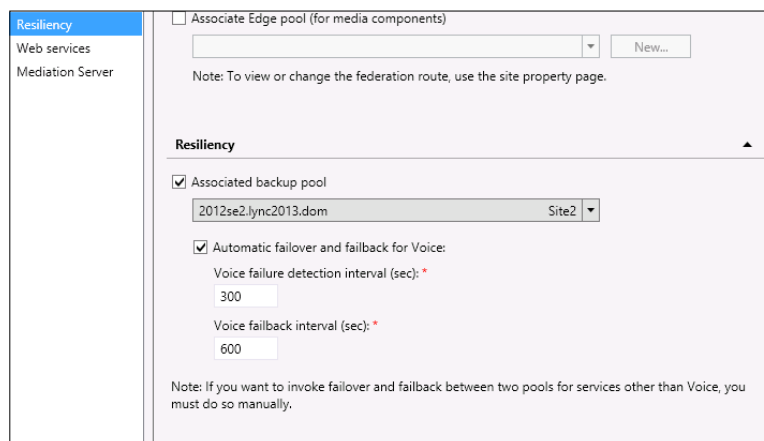 Resiliency
Web services
Mediation Server
Associate Edge pool (for media components)
New...
Note: To view or change the federation route, use the site property page.
Resiliency
Associated backup pool
2012se2.lync2013.dom Site2
Automatic failover and failback for Voice:
Voice failure detection interval (sec): *
300
Voice failback interval (sec): *
600
Note: If you want to invoke failover and failback between two pools for services other than Voice, you
must do so manually.